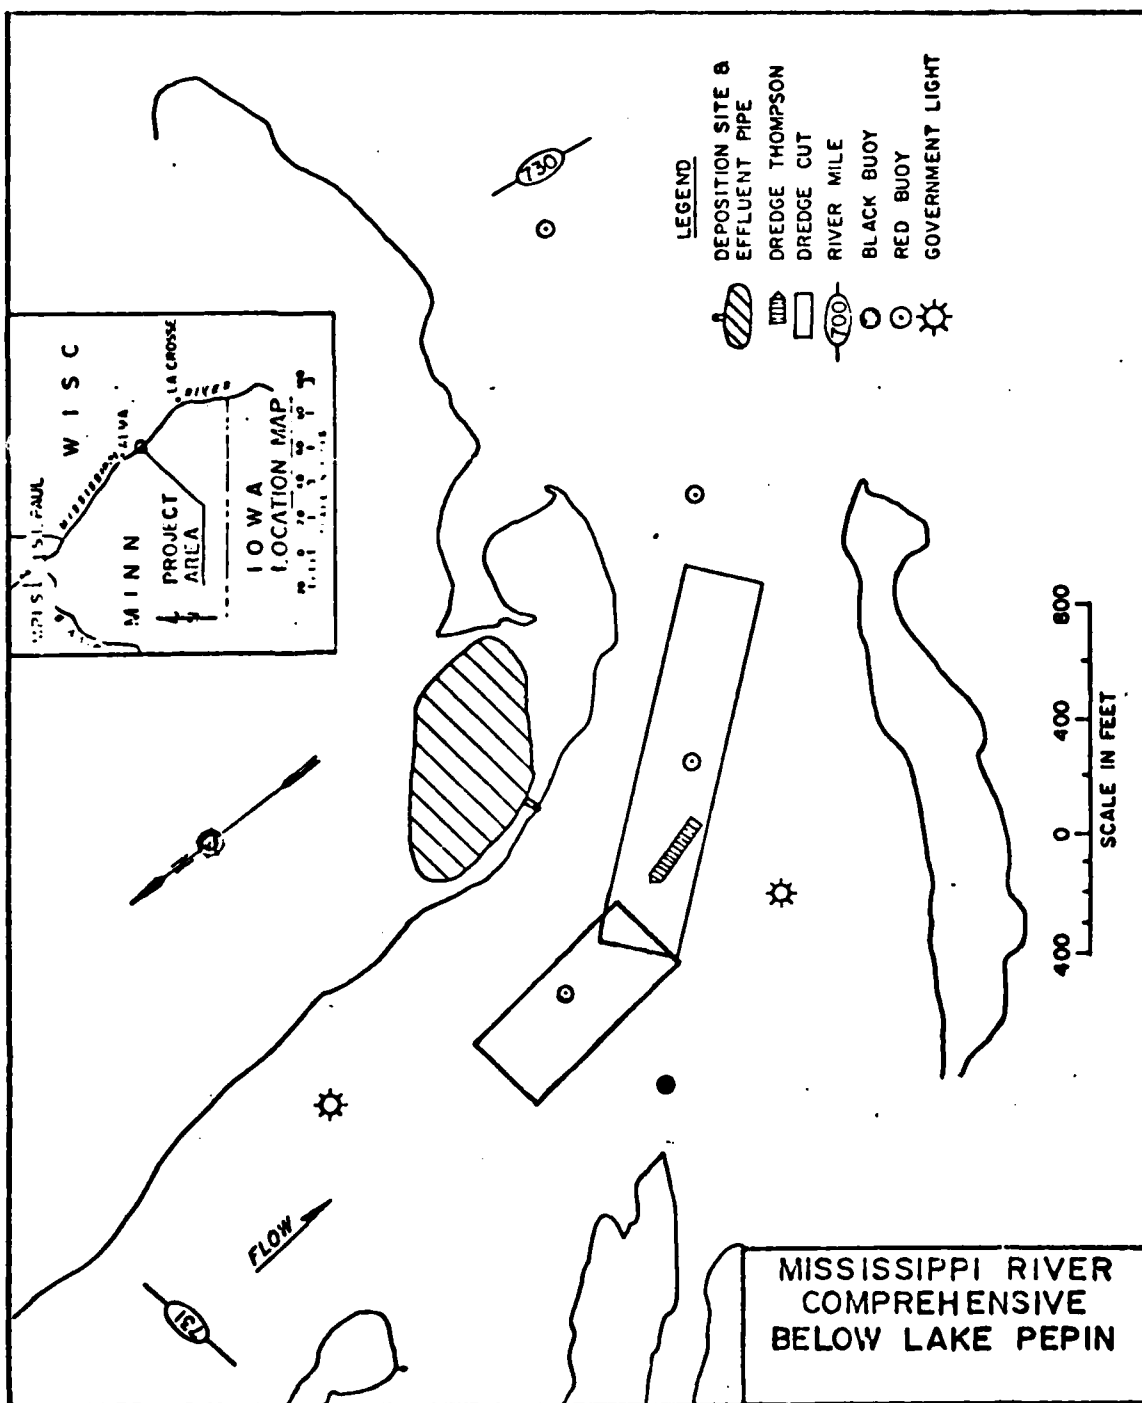 LEGEND
DEPOSITION SITE &
EFFLUENT PIPE
DREDGE THOMPSON
DREDGE CUT
700
RIVER MILE
BLACK BUOY
RED BUOY
GOVERNMENT LIGHT
730
ST. PAUL
WISC
MISSISSIPPI
LA CROSSE
RIVER
MINN
PROJECT
AREA
IOWA
LOCATION MAP
N
FLOW
731
400 0 400 800
SCALE IN FEET
MISSISSIPPI RIVER
COMPREHENSIVE
BELOW LAKE PEPIN